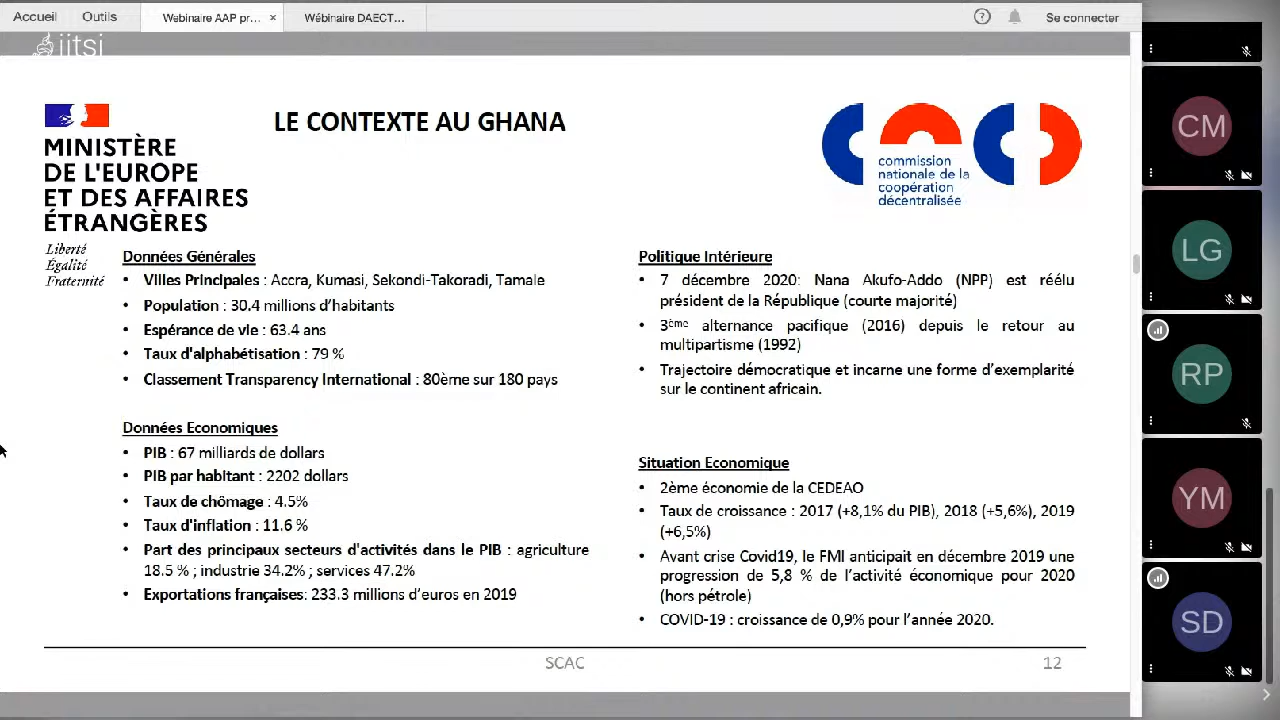 Accueil Outils Webinaire AAP pr... × Wébinaire DAECT... ? Se connecter
iitsi
LE CONTEXTE AU GHANA
MINISTÈRE
DE L'EUROPE
ET DES AFFAIRES
ÉTRANGÈRES
Liberté
Égalité
Fraternité
commission
nationale de la
coopération
décentralisée
Données Générales
• Villes Principales : Accra, Kumasi, Sekondi-Takoradi, Tamale
• Population : 30.4 millions d'habitants
• Espérance de vie : 63.4 ans
• Taux d'alphabétisation : 79 %
• Classement Transparency International : 80ème sur 180 pays
Données Economiques
• PIB : 67 milliards de dollars
• PIB par habitant : 2202 dollars
• Taux de chômage : 4.5%
• Taux d'inflation : 11.6 %
• Part des principaux secteurs d'activités dans le PIB : agriculture
18.5 % ; industrie 34.2% ; services 47.2%
• Exportations françaises: 233.3 millions d'euros en 2019
Politique Intérieure
• 7 décembre 2020: Nana Akufo-Addo (NPP) est réélu
président de la République (courte majorité)
• 3ème alternance pacifique (2016) depuis le retour au
multipartisme (1992)
• Trajectoire démocratique et incarne une forme d'exemplarité
sur le continent africain.
Situation Economique
• 2ème économie de la CEDEAO
• Taux de croissance : 2017 (+8,1% du PIB), 2018 (+5,6%), 2019
(+6,5%)
• Avant crise Covid19, le FMI anticipait en décembre 2019 une
progression de 5,8 % de l'activité économique pour 2020
(hors pétrole)
• COVID-19 : croissance de 0,9% pour l'année 2020.
SCAC 12
CM
LG
RP
YM
SD